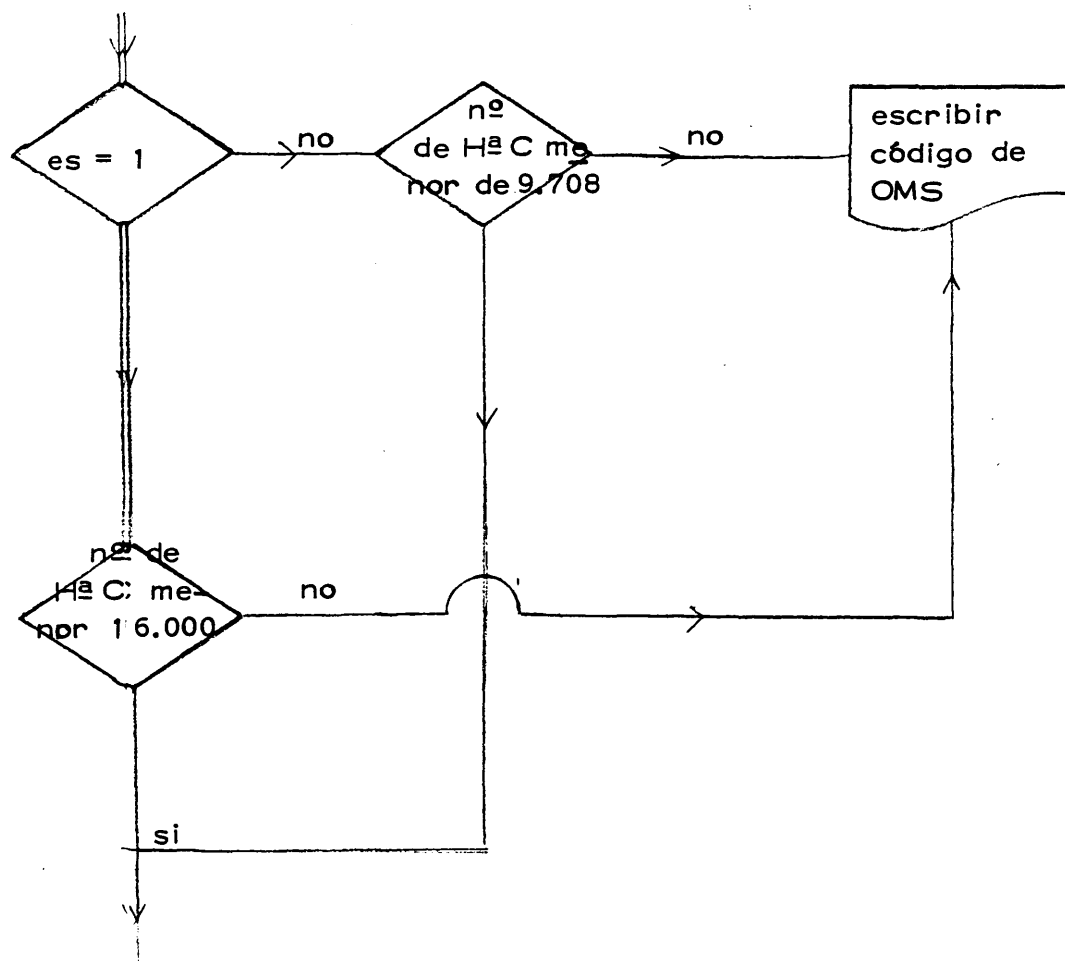 es = 1
no
nº
de Hª C me
nor de 9.708
no
escribir
código de
OMS
nº de
Hª C: me-
nor 16.000
no
si